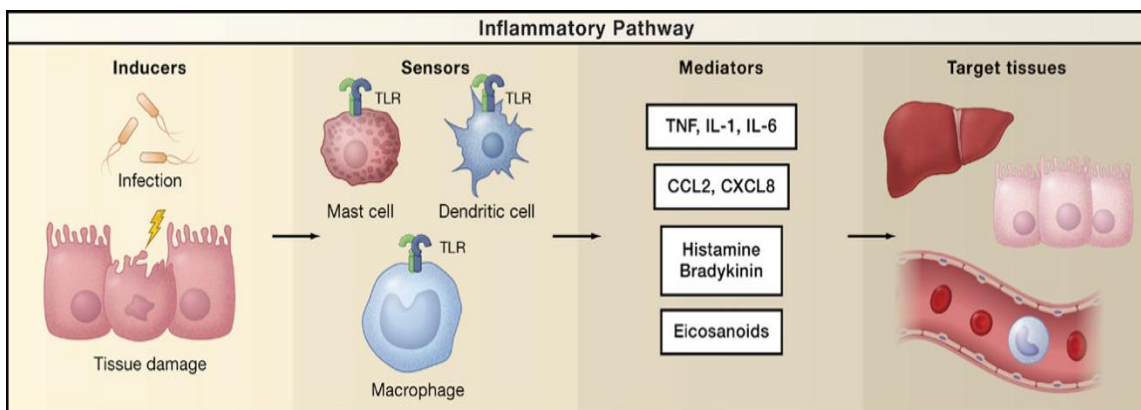 Inflammatory Pathway
Inducers
Infection
Tissue damage
Sensors
TLR
Mast cell
TLR
Dendritic cell
TLR
Macrophage
Mediators
TNF, IL-1, IL-6
CCL2, CXCL8
Histamine
Bradykinin
Eicosanoids
Target tissues